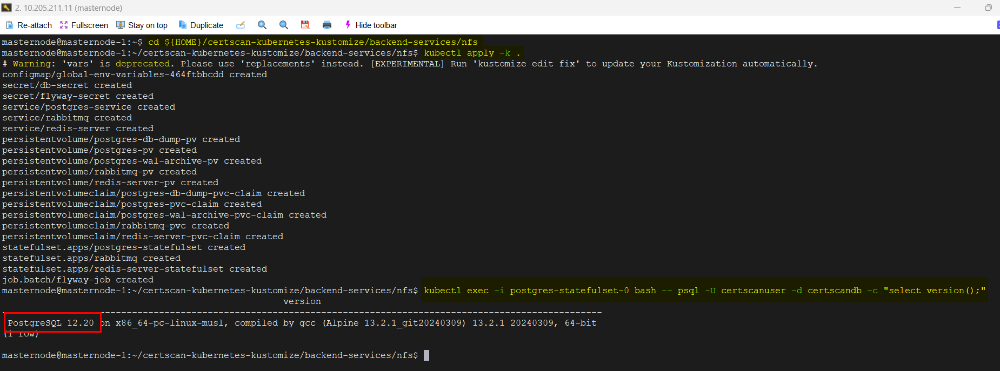 2. 10.205.211.11 (masternode)
Re-attach Fullscreen Stay on top Duplicate Hide toolbar
masternode@masternode-1:~$ cd ${HOME}/certscan-kubernetes-kustomize/backend-services/nfs
masternode@masternode-1:~/certscan-kubernetes-kustomize/backend-services/nfs$ kubectl apply -k .
# Warning: 'vars' is deprecated. Please use 'replacements' instead. [EXPERIMENTAL] Run 'kustomize edit fix' to update your Kustomization automatically.
configmap/global-env-variables-464ftbbcdd created
secret/db-secret created
secret/flyway-secret created
service/postgres-service created
service/rabbitmq created
service/redis-server created
persistentvolume/postgres-db-dump-pv created
persistentvolume/postgres-pv created
persistentvolume/postgres-wal-archive-pv created
persistentvolume/rabbitmq-pv created
persistentvolume/redis-server-pv created
persistentvolumeclaim/postgres-db-dump-pvc-claim created
persistentvolumeclaim/postgres-pvc-claim created
persistentvolumeclaim/postgres-wal-archive-pvc-claim created
persistentvolumeclaim/rabbitmq-pvc created
persistentvolumeclaim/redis-server-pvc-claim created
statefulset.apps/postgres-statefulset created
statefulset.apps/rabbitmq created
statefulset.apps/redis-server-statefulset created
job.batch/flyway-job created
masternode@masternode-1:~/certscan-kubernetes-kustomize/backend-services/nfs$ kubectl exec -i postgres-statefulset-0 bash -- psql -U certscanuser -d certscandb -c "select version();"
version
---------------------------------------------------------------------------------------------------------------
PostgreSQL 12.20 on x86_64-pc-linux-musl, compiled by gcc (Alpine 13.2.1_git20240309) 13.2.1 20240309, 64-bit
(1 row)
masternode@masternode-1:~/certscan-kubernetes-kustomize/backend-services/nfs$